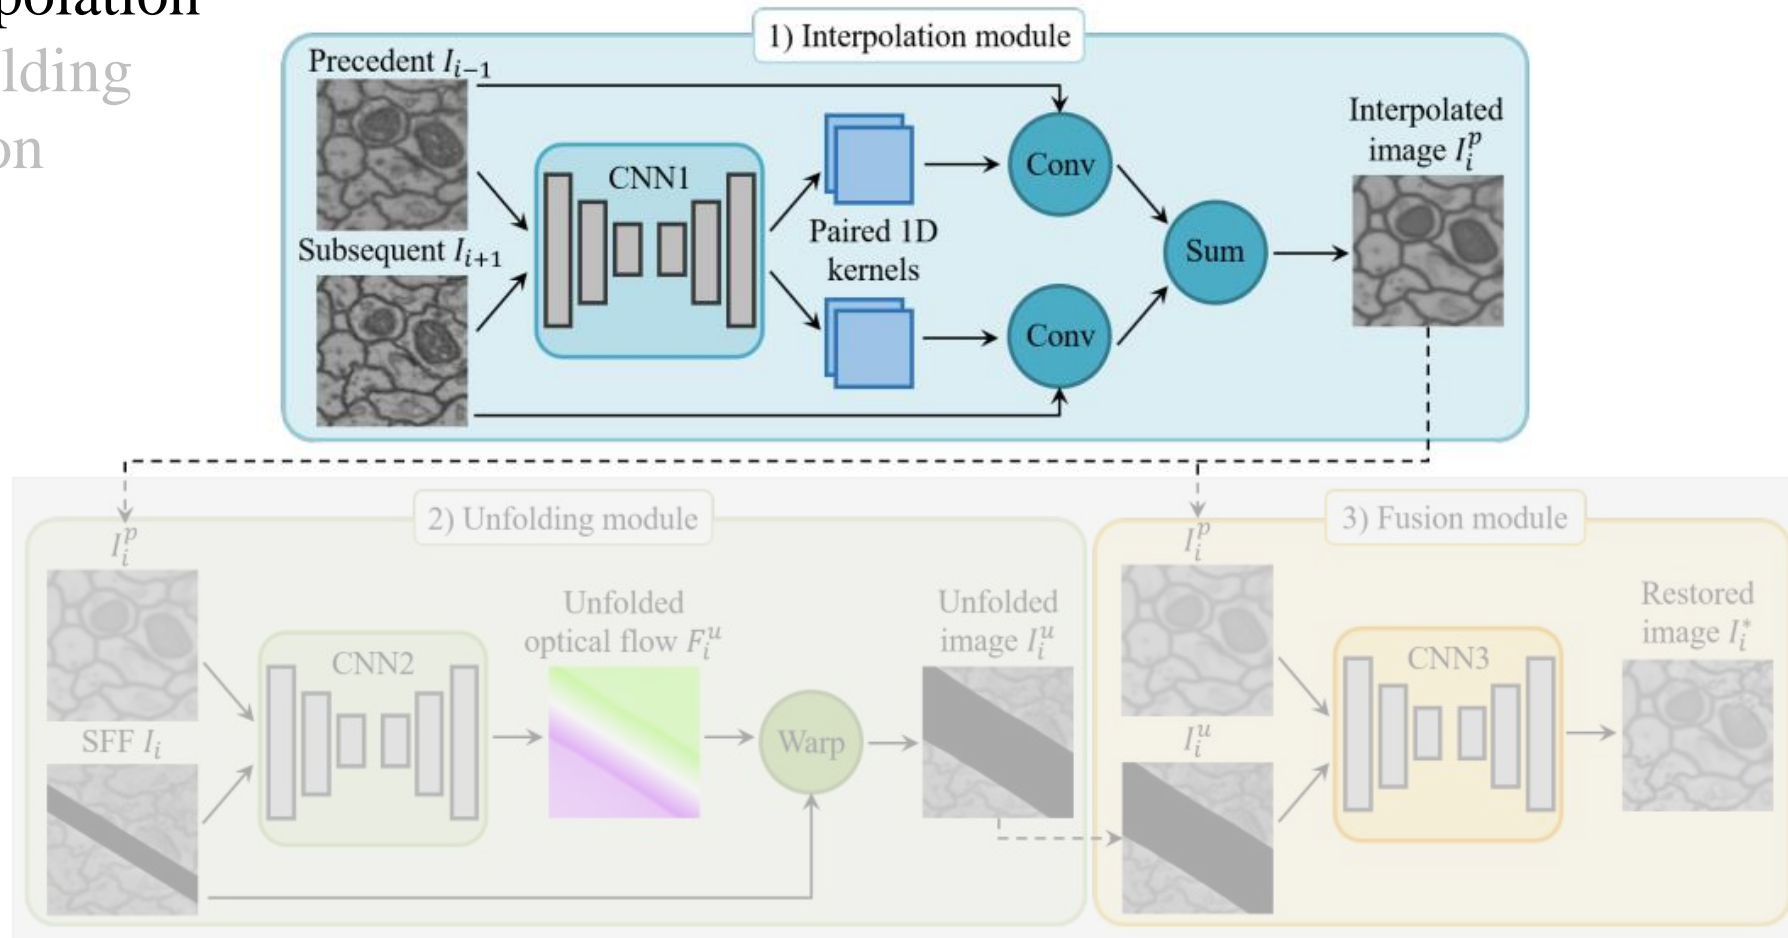 polation
lding
on
1) Interpolation module
Precedent I_{i-1}
Subsequent I_{i+1}
CNN1
Paired 1D
kernels
Conv
Conv
Sum
Interpolated
image I_i^p
2) Unfolding module
I_i^p
SFF I_i
CNN2
Unfolded
optical flow F_i^u
Warp
Unfolded
image I_i^u
3) Fusion module
I_i^p
I_i^u
CNN3
Restored
image I_i^*